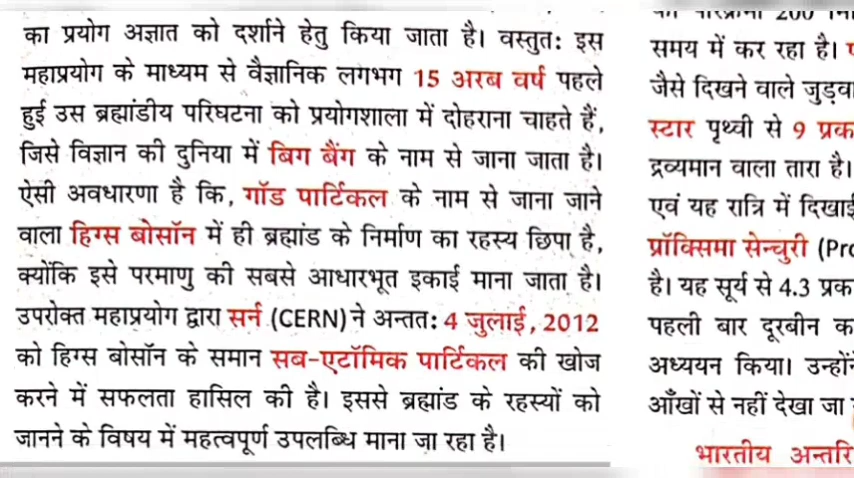 का प्रयोग अज्ञात को दर्शाने हेतु किया जाता है। वस्तुत: इस
महाप्रयोग के माध्यम से वैज्ञानिक लगभग 15 अरब वर्ष पहले
हुई उस ब्रह्मांडीय परिघटना को प्रयोगशाला में दोहराना चाहते हैं,
जिसे विज्ञान की दुनिया में बिग बैंग के नाम से जाना जाता है।
ऐसी अवधारणा है कि, गॉड पार्टिकल के नाम से जाना जाने
वाला हिग्स बोसॉन में ही ब्रह्मांड के निर्माण का रहस्य छिपा है,
क्योंकि इसे परमाणु की सबसे आधारभूत इकाई माना जाता है।
उपरोक्त महाप्रयोग द्वारा सर्न (CERN) ने अन्तत: 4 जुलाई, 2012
को हिग्स बोसॉन के समान सब-एटॉमिक पार्टिकल की खोज
करने में सफलता हासिल की है। इससे ब्रह्मांड के रहस्यों को
जानने के विषय में महत्वपूर्ण उपलब्धि माना जा रहा है।
की परिक्रमा 200
समय में कर रहा है।
जैसे दिखने वाले जुड़वा
स्टार पृथ्वी से 9 प्रक
द्रव्यमान वाला तारा है।
एवं यह रात्रि में दिखाई
प्रॉक्सिमा सेन्चुरी (Pro
है। यह सूर्य से 4.3 प्रक
पहली बार दूरबीन क
अध्ययन किया। उन्होंने
आँखों से नहीं देखा जा
भारतीय अन्तरि